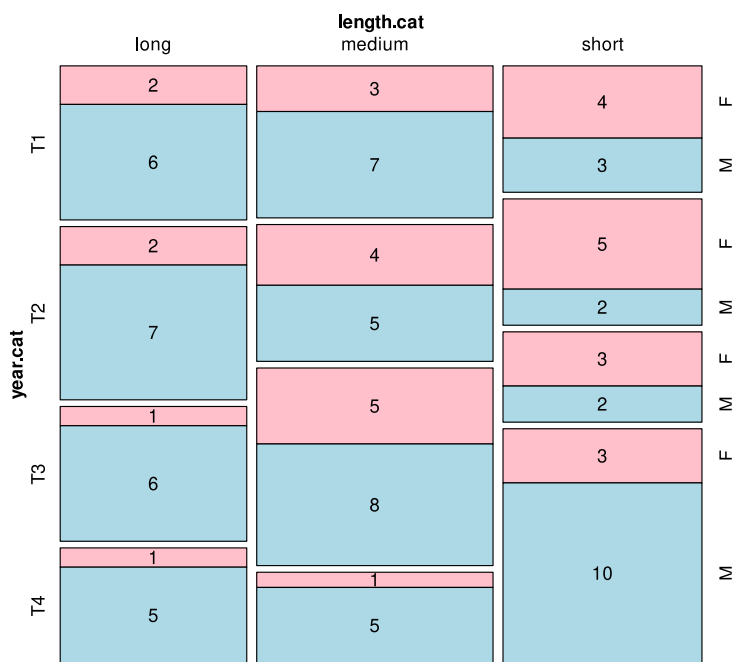 length.cat
long medium short
year.cat
T1 2 3 4 F
6 7 3 M
T2 2 4 5 F
7 5 2 M
T3 1 5 3 F
6 8 2 M
T4 1 1 3 F
5 5 10 M